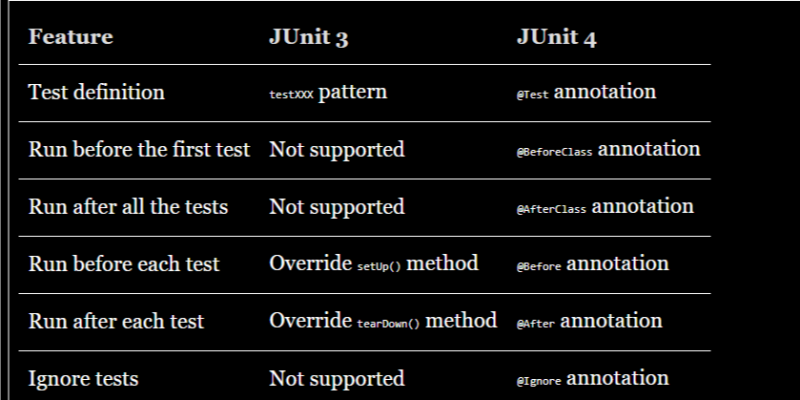 Feature JUnit 3 JUnit 4
Test definition testXXX pattern @Test annotation
Run before the first test Not supported @BeforeClass annotation
Run after all the tests Not supported @AfterClass annotation
Run before each test Override setUp() method @Before annotation
Run after each test Override tearDown() method @After annotation
Ignore tests Not supported @Ignore annotation